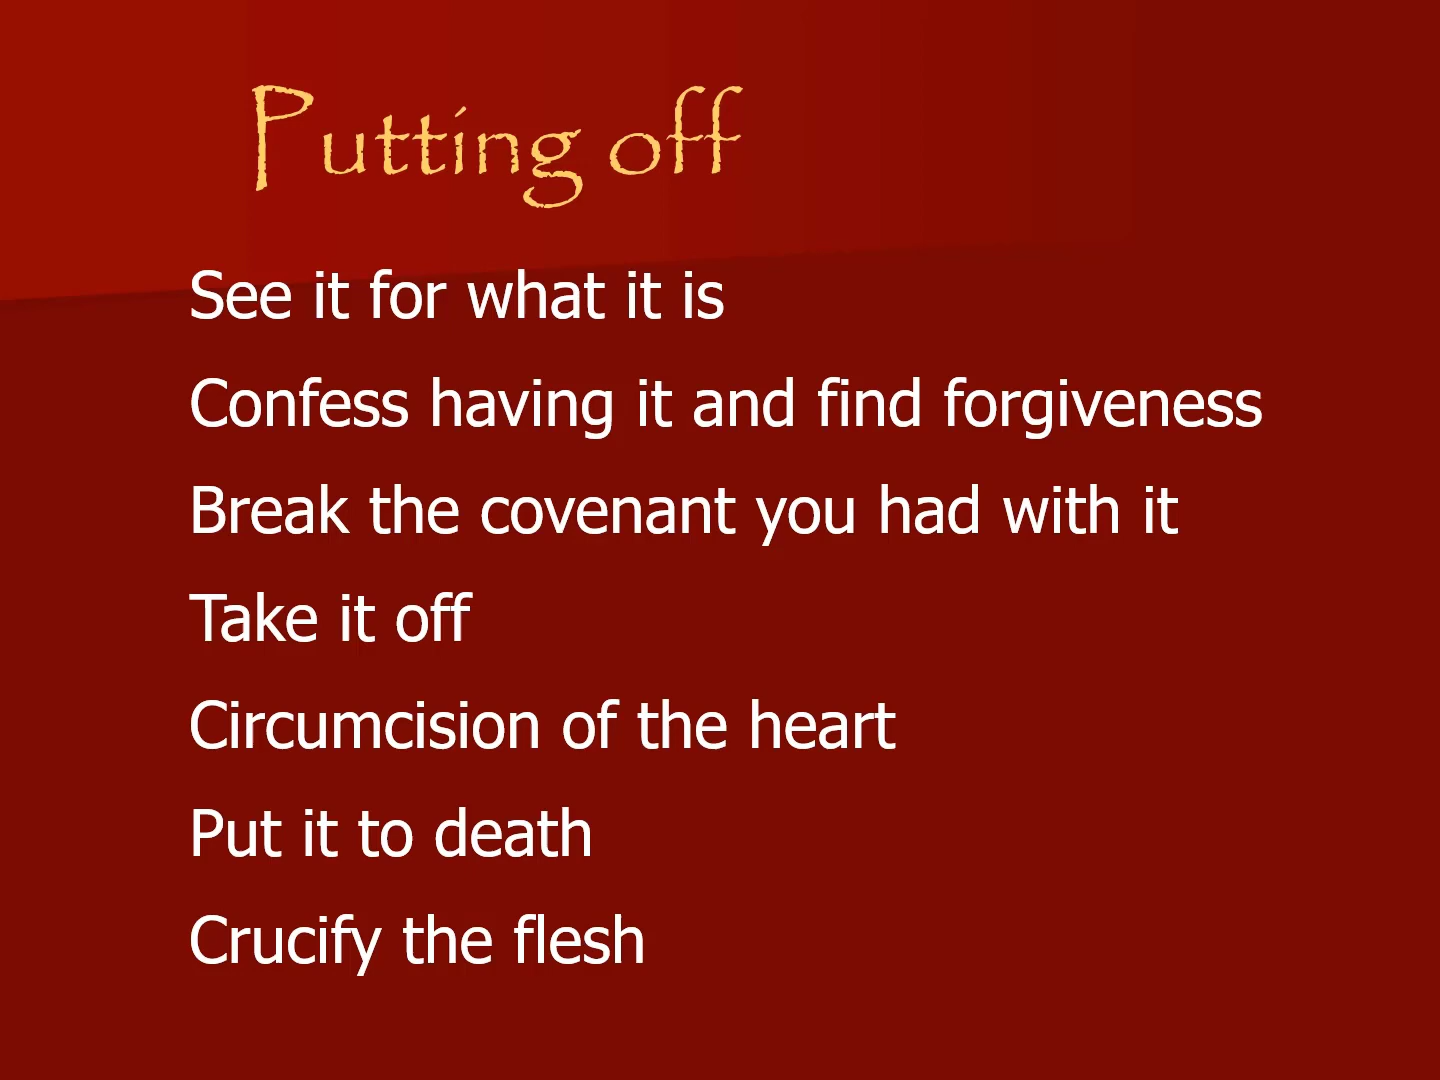 Putting off
See it for what it is
Confess having it and find forgiveness
Break the covenant you had with it
Take it off
Circumcision of the heart
Put it to death
Crucify the flesh